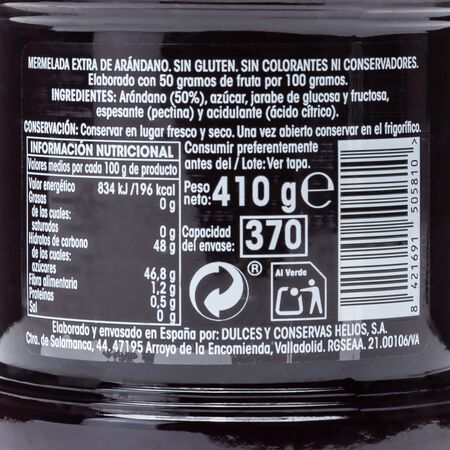 MERMELADA EXTRA DE ARÁNDANO. SIN GLUTEN. SIN COLORANTES NI CONSERVADORES.
Elaborado con 50 gramos de fruta por 100 gramos.
INGREDIENTES: Arándano (50%), azúcar, jarabe de glucosa y fructosa,
espesante (pectina) y acidulante (ácido cítrico).
CONSERVACIÓN: Conservar en lugar fresco y seco. Una vez abierto conservar en el frigorífico.
INFORMACIÓN NUTRICIONAL
Valores medios por cada 100 g de producto
Valor energético 834 kJ/196 kcal
Grasas 0 g
de las cuales:
saturadas 0 g
Hidratos de carbono 48 g
de los cuales:
azúcares 46,8 g
Fibra alimentaria 1,2 g
Proteínas 0,5 g
Sal 0 g
Consumir preferentemente
antes del / Lote: Ver tapa.
Peso
neto: 410 g e
Capacidad
del envase: 370
®
Al Verde
8 421691 505810 >
Elaborado y envasado en España por: DULCES Y CONSERVAS HELIOS, S.A.
Ctra. de Salamanca, 44. 47195 Arroyo de la Encomienda, Valladolid. RGSEAA. 21.00106/VA